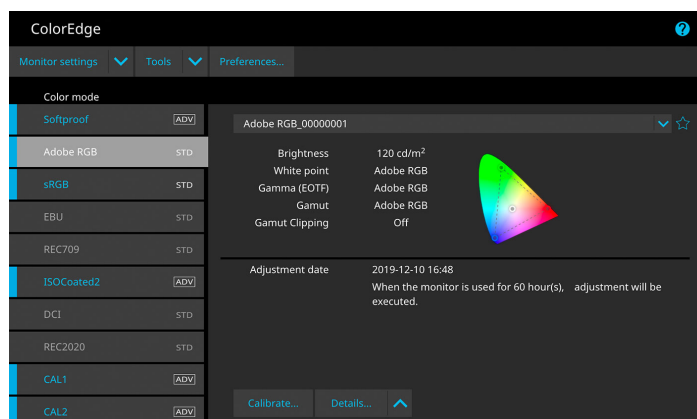 ColorEdge
?
Monitor settings Tools Preferences...
Color mode
Softproof ADV
Adobe RGB STD
sRGB STD
EBU STD
REC709 STD
ISOCoated2 ADV
DCI STD
REC2020 STD
CAL1 ADV
CAL2 ADV
Adobe RGB_00000001
Brightness 120 cd/m²
White point Adobe RGB
Gamma (EOTF) Adobe RGB
Gamut Adobe RGB
Gamut Clipping Off
Adjustment date 2019-12-10 16:48
When the monitor is used for 60 hour(s), adjustment will be
executed.
Calibrate... Details...